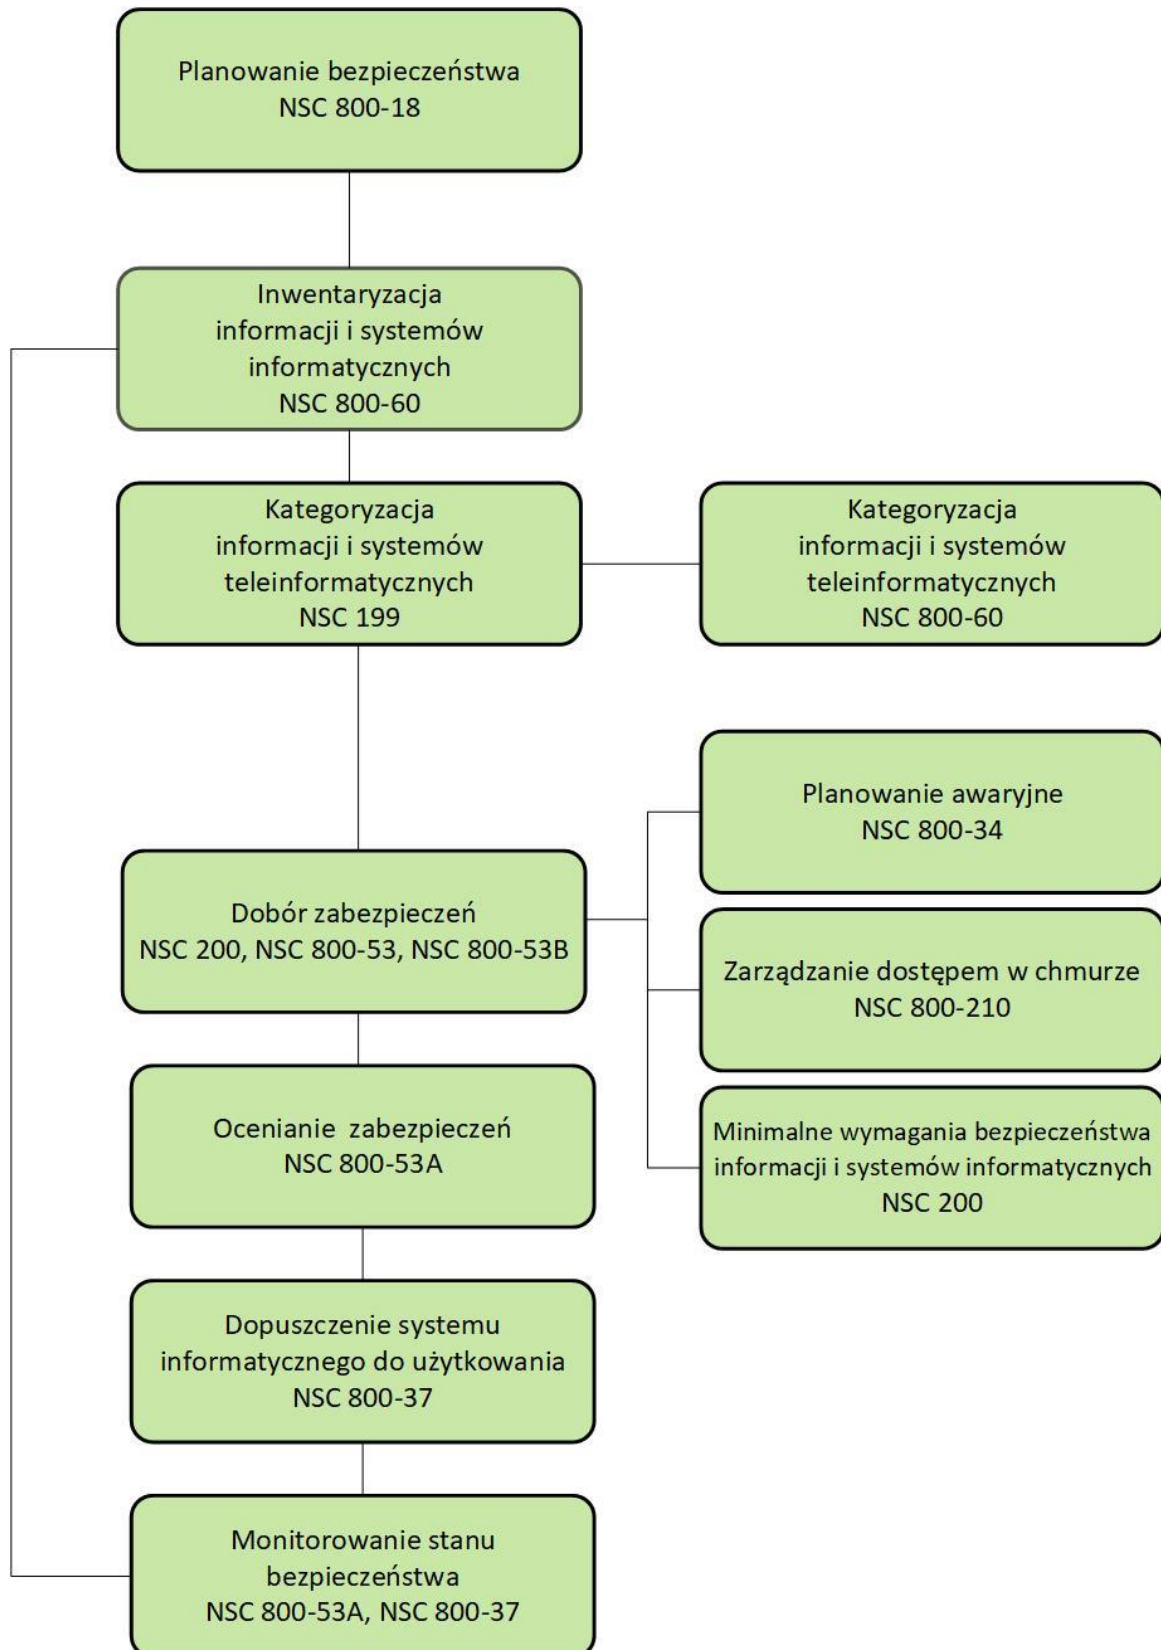 Planowanie bezpieczeństwa
NSC 800-18
Inwentaryzacja
informacji i systemów
informatycznych
NSC 800-60
Kategoryzacja
informacji i systemów
teleinformatycznych
NSC 199
Kategoryzacja
informacji i systemów
teleinformatycznych
NSC 800-60
Planowanie awaryjne
NSC 800-34
Dobór zabezpieczeń
NSC 200, NSC 800-53, NSC 800-53B
Zarządzanie dostępem w chmurze
NSC 800-210
Ocenianie zabezpieczeń
NSC 800-53A
Minimalne wymagania bezpieczeństwa
informacji i systemów informatycznych
NSC 200
Dopuszczenie systemu
informatycznego do użytkowania
NSC 800-37
Monitorowanie stanu
bezpieczeństwa
NSC 800-53A, NSC 800-37